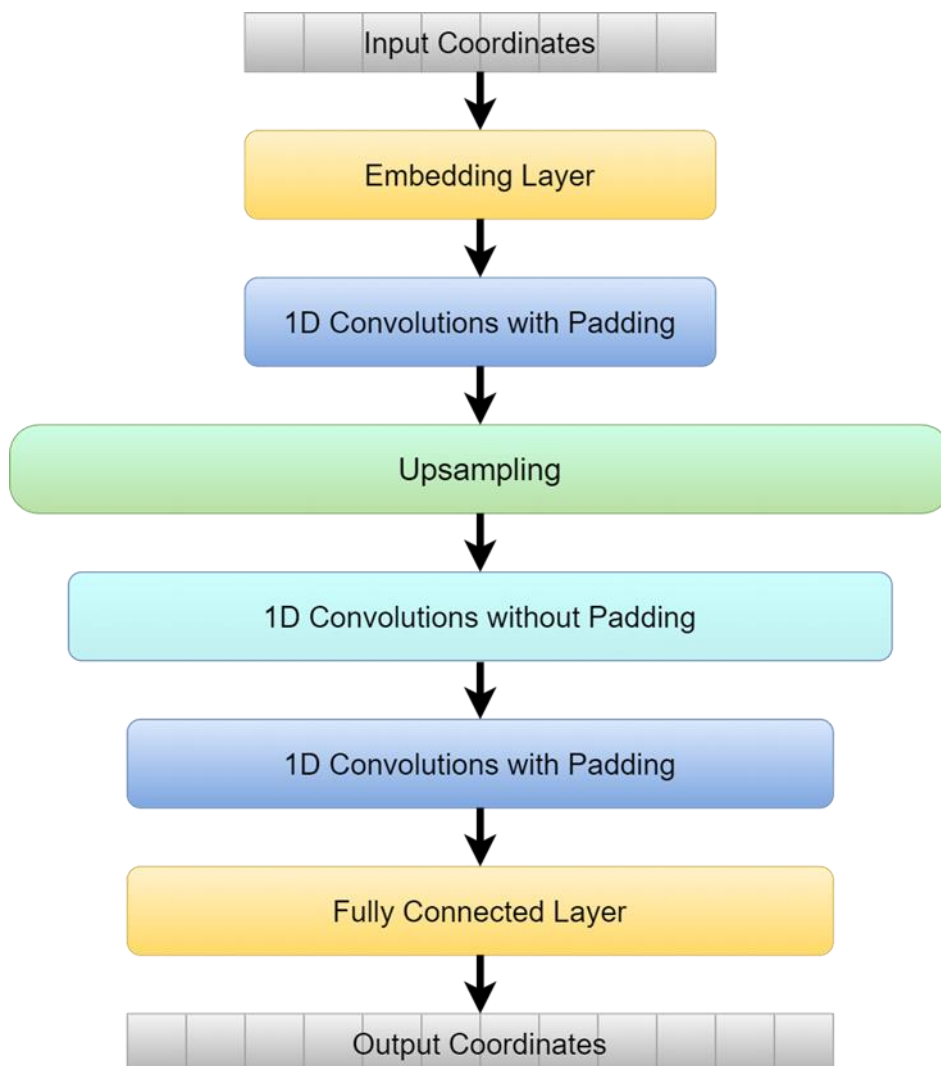 Input Coordinates
Embedding Layer
1D Convolutions with Padding
Upsampling
1D Convolutions without Padding
1D Convolutions with Padding
Fully Connected Layer
Output Coordinates